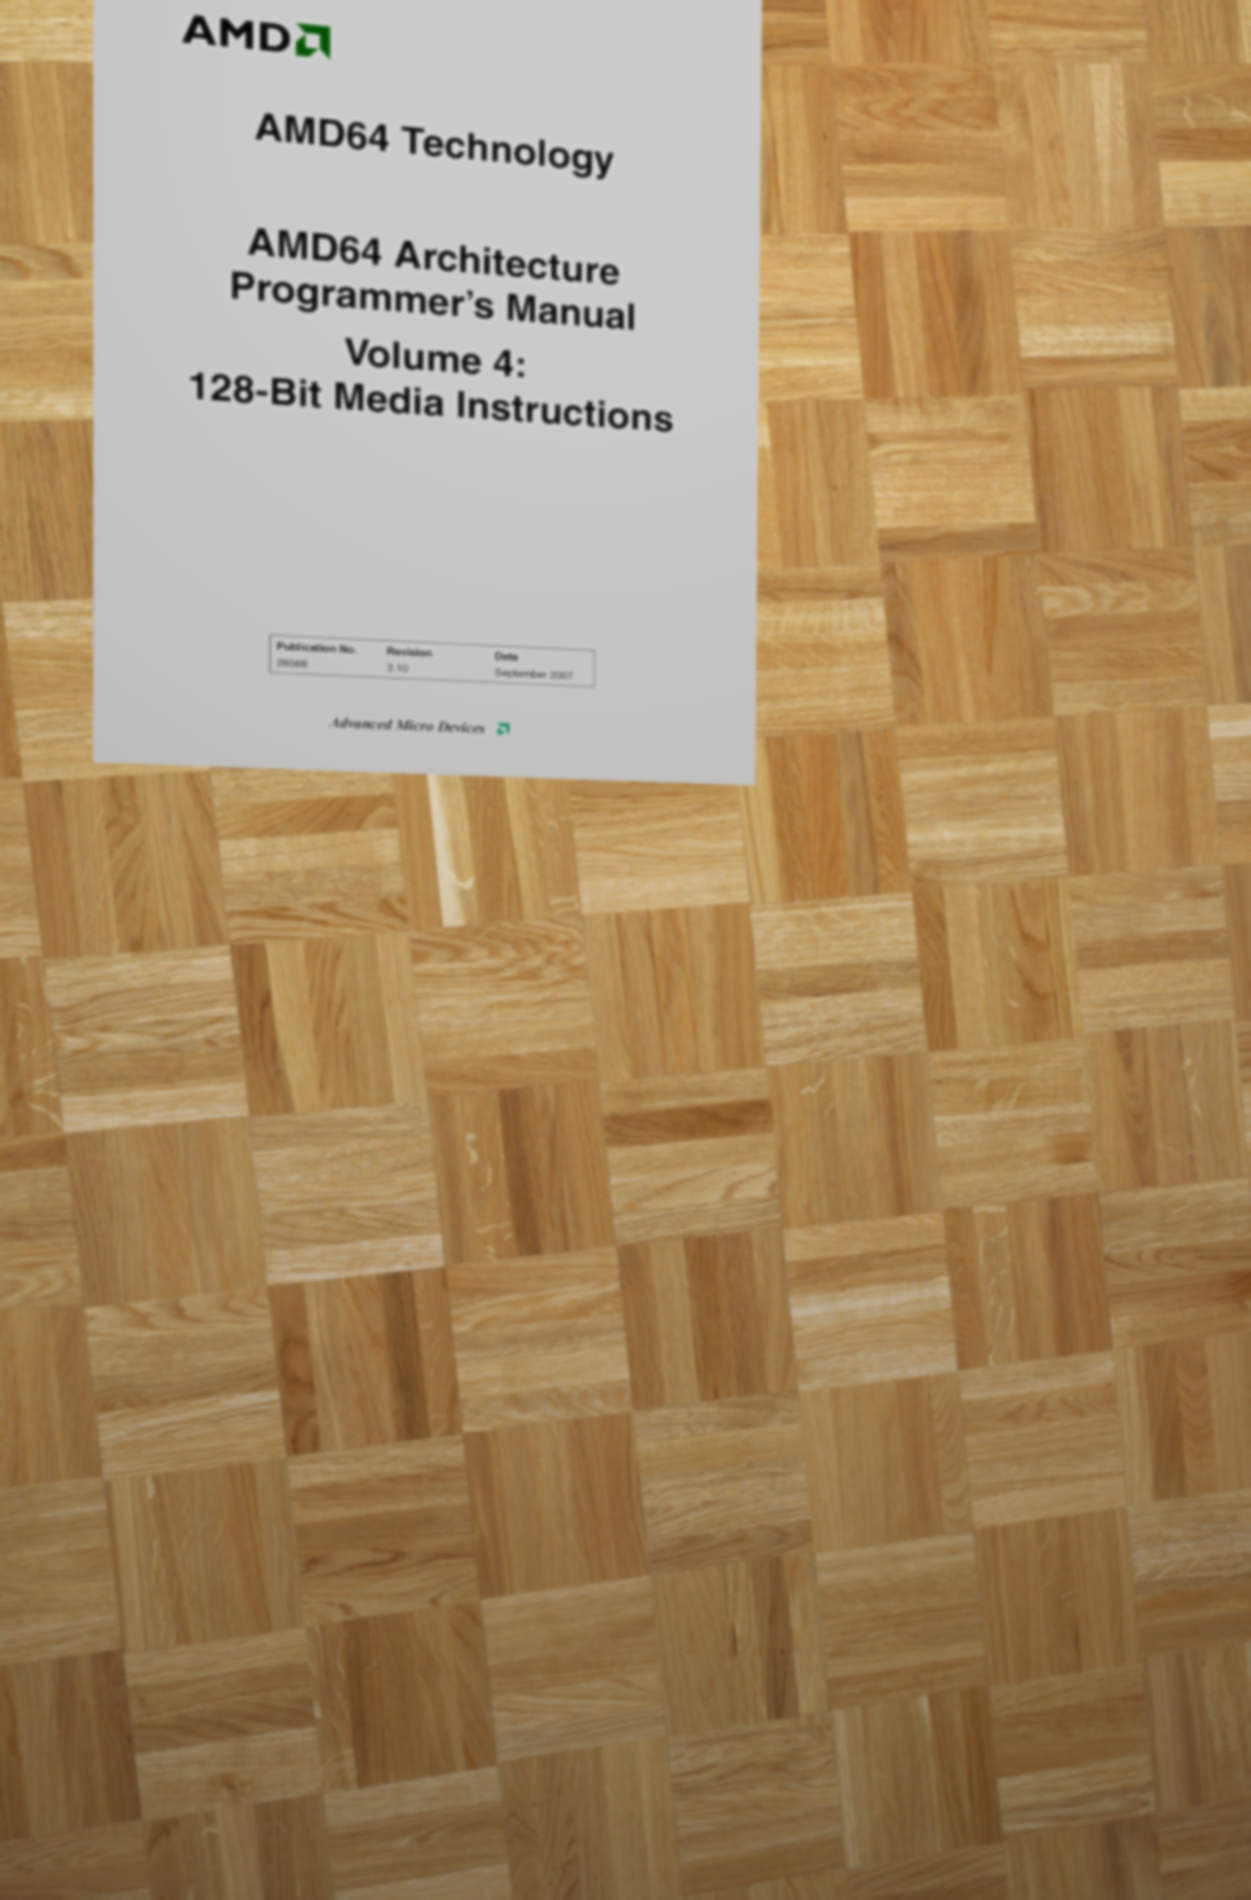 AMD
AMD64 Technology
AMD64 Architecture
Programmer’s Manual
Volume 4:
128-Bit Media Instructions
Publication No. Revision Date
26568 3.10 September 2007
Advanced Micro Devices